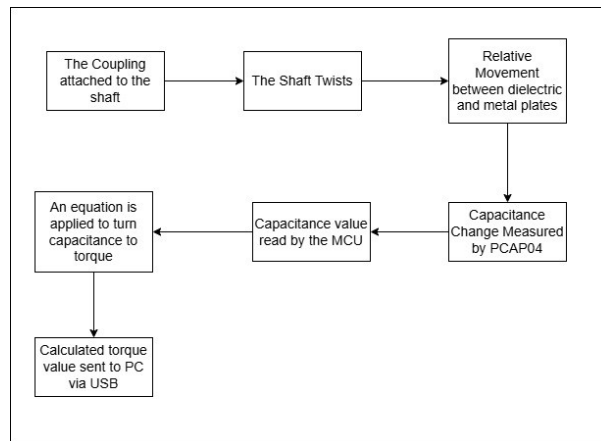 The Coupling
attached to the
shaft
The Shaft Twists
Relative
Movement
between dielectric
and metal plates
Capacitance
Change Measured
by PCAP04
Capacitance value
read by the MCU
An equation is
applied to turn
capacitance to
torque
Calculated torque
value sent to PC
via USB